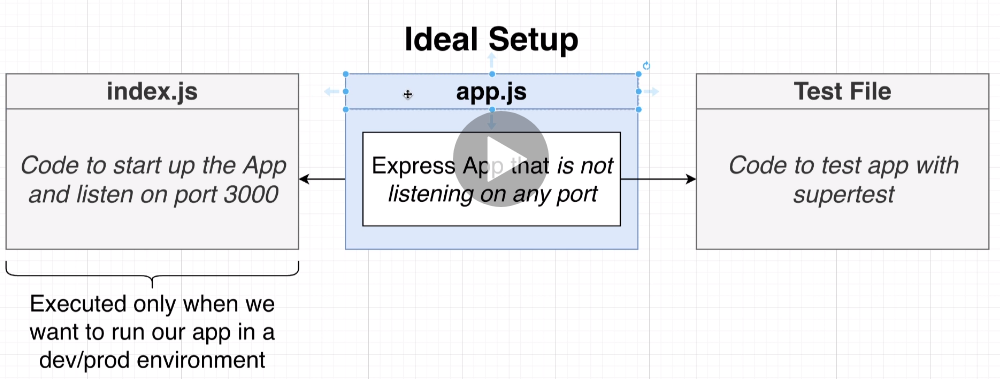 Ideal Setup
index.js
Code to start up the App
and listen on port 3000
Executed only when we
want to run our app in a
dev/prod environment
app.js
Express App that is not
listening on any port
Test File
Code to test app with
supertest